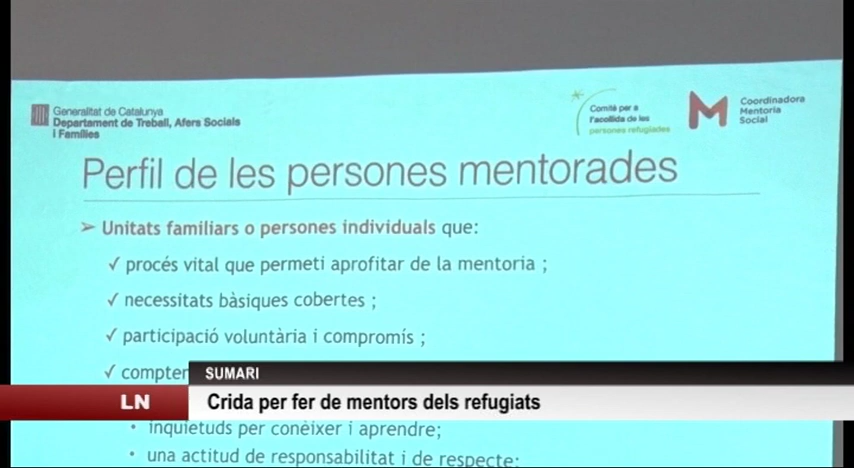 Generalitat de Catalunya
Departament de Treball, Afers Socials
i Famílies
Comitè per a
l'acollida de les
persones refugiades
M
Coordinadora
Mentoria
Social
Perfil de les persones mentorades
➢ Unitats familiars o persones individuals que:
✓ procés vital que permeti aprofitar de la mentoria ;
✓ necessitats bàsiques cobertes ;
✓ participació voluntària i compromís ;
✓ compten
SUMARI
LN
Crida per fer de mentors dels refugiats
• inquietuds per conèixer i aprendre;
• una actitud de responsabilitat i de respecte;